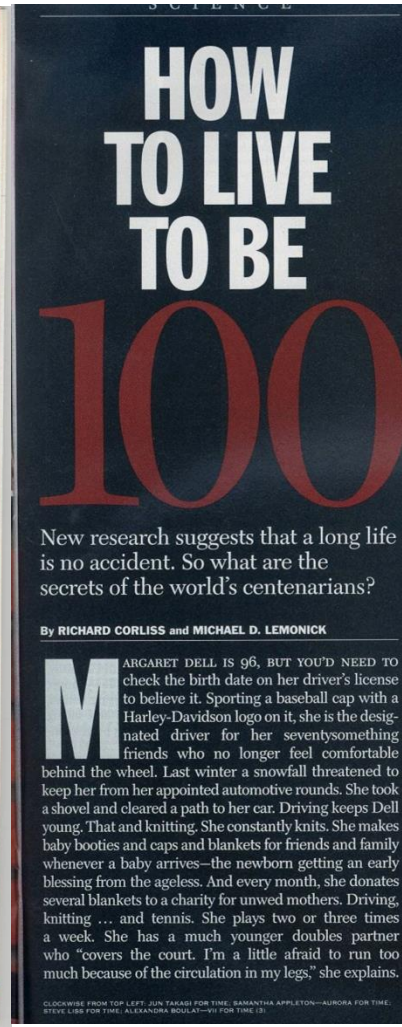 SCIENCE
HOW
TO LIVE
TO BE
100
New research suggests that a long life
is no accident. So what are the
secrets of the world's centenarians?
By RICHARD CORLISS and MICHAEL D. LEMONICK
MARGARET DELL IS 96, BUT YOU'D NEED TO
check the birth date on her driver's license
to believe it. Sporting a baseball cap with a
Harley-Davidson logo on it, she is the desig-
nated driver for her seventysomething
friends who no longer feel comfortable
behind the wheel. Last winter a snowfall threatened to
keep her from her appointed automotive rounds. She took
a shovel and cleared a path to her car. Driving keeps Dell
young. That and knitting. She constantly knits. She makes
baby booties and caps and blankets for friends and family
whenever a baby arrives—the newborn getting an early
blessing from the ageless. And every month, she donates
several blankets to a charity for unwed mothers. Driving,
knitting ... and tennis. She plays two or three times
a week. She has a much younger doubles partner
who "covers the court. I'm a little afraid to run too
much because of the circulation in my legs," she explains.
CLOCKWISE FROM TOP LEFT: JUN TAKAGI FOR TIME; SAMANTHA APPLETON—AURORA FOR TIME;
STEVE LISS FOR TIME; ALEXANDRA BOULAT—VII FOR TIME (3)